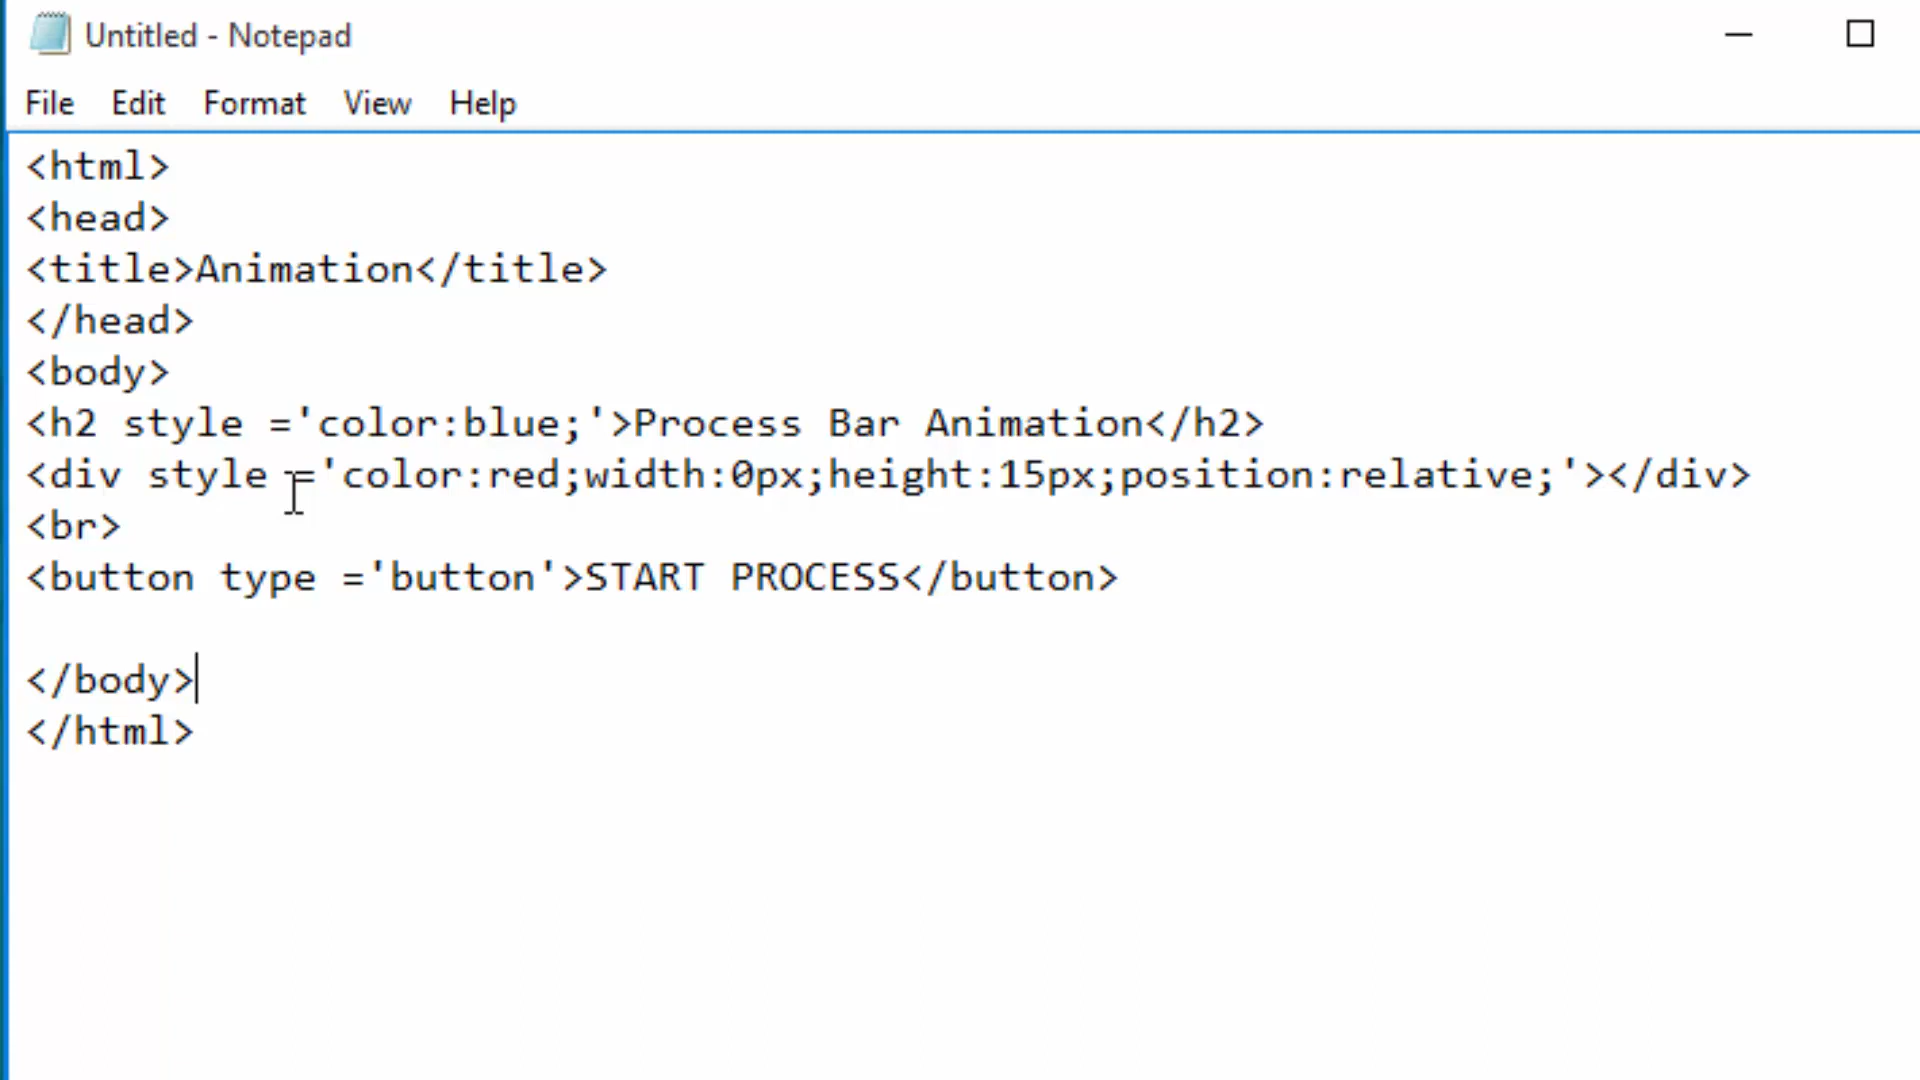 Untitled - Notepad
File Edit Format View Help
<html>
<head>
<title>Animation</title>
</head>
<body>
<h2 style ='color:blue;'>Process Bar Animation</h2>
<div style ='color:red;width:0px;height:15px;position:relative;'></div>
<br>
<button type ='button'>START PROCESS</button>
</body>
</html>